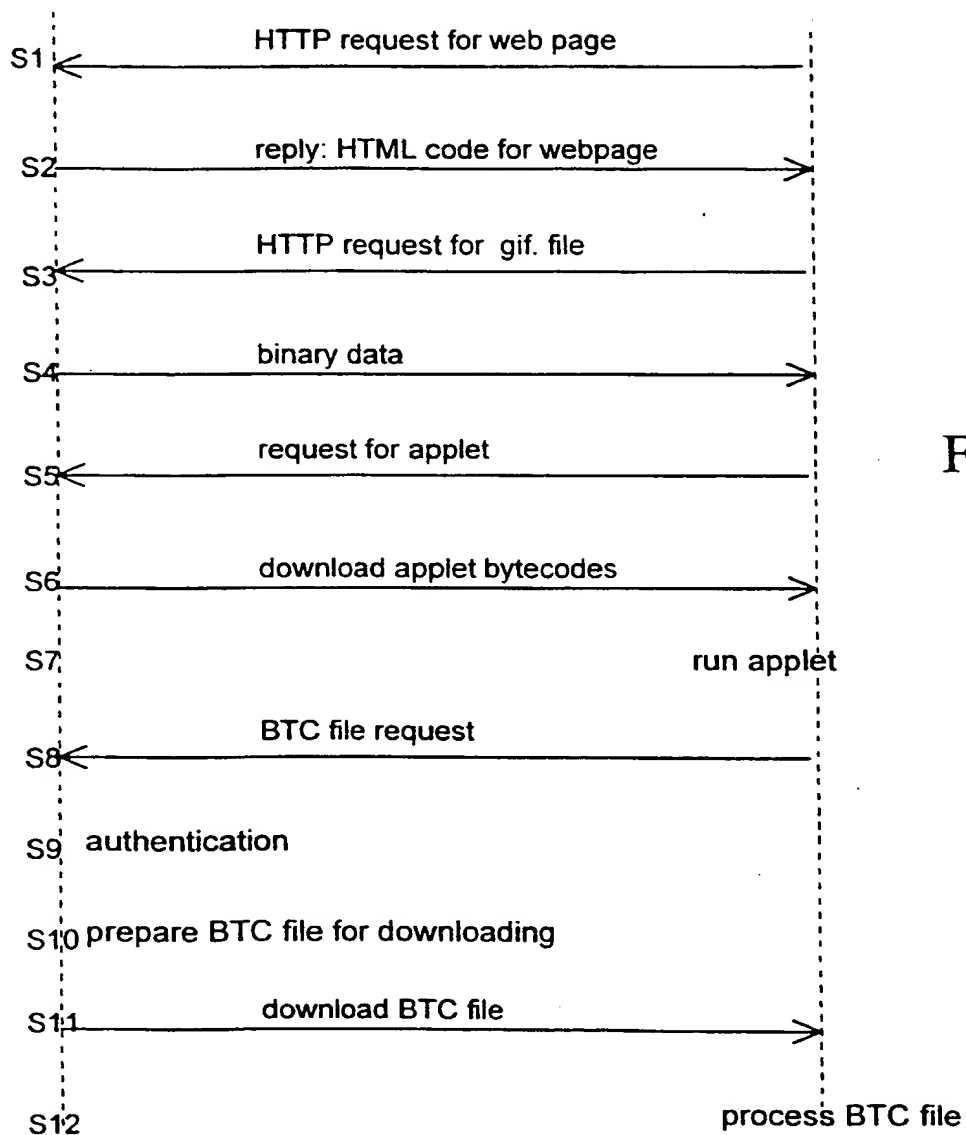 HTTP request for web page
S1
reply: HTML code for webpage
S2
HTTP request for gif. file
S3
binary data
S4
request for applet
S5
F
download applet bytecodes
S6
S7 run applet
BTC file request
S8
S9 authentication
S10 prepare BTC file for downloading
download BTC file
S11
S12 process BTC file